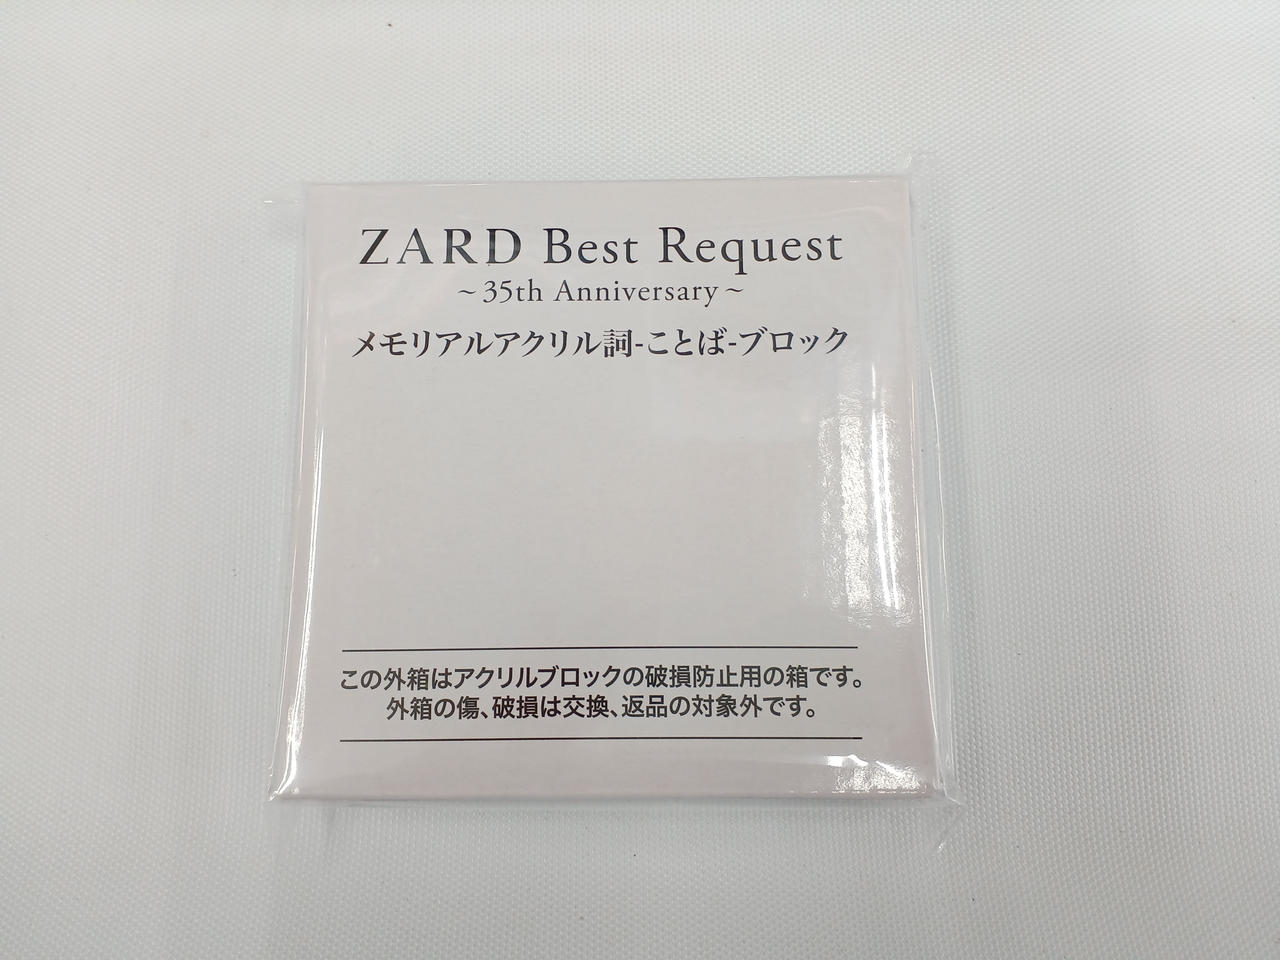 ZARD Best Request
~35th Anniversary~
メモリアルアクリル詞-ことば-ブロック
この外箱はアクリルブロックの破損防止用の箱です。
外箱の傷、破損は交換、返品の対象外です。